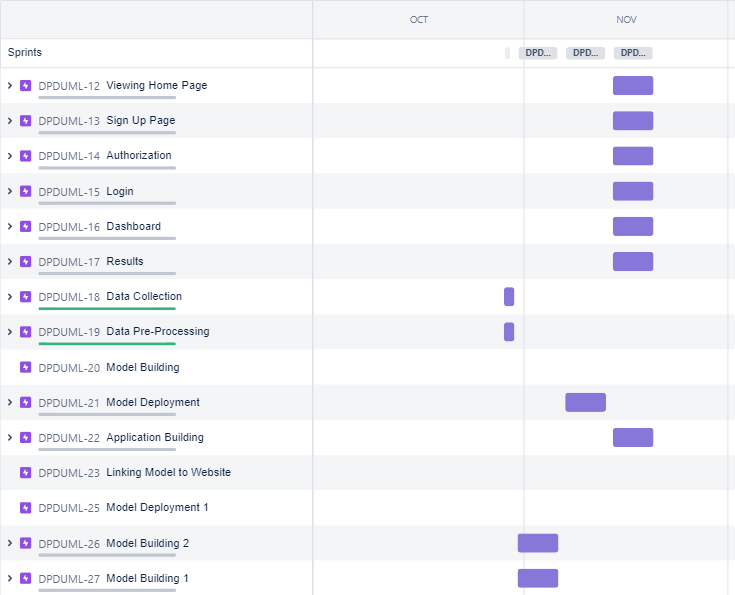 OCT NOV
Sprints DPD... DPD... DPD...
DPDUML-12 Viewing Home Page
DPDUML-13 Sign Up Page
DPDUML-14 Authorization
DPDUML-15 Login
DPDUML-16 Dashboard
DPDUML-17 Results
DPDUML-18 Data Collection
DPDUML-19 Data Pre-Processing
DPDUML-20 Model Building
DPDUML-21 Model Deployment
DPDUML-22 Application Building
DPDUML-23 Linking Model to Website
DPDUML-25 Model Deployment 1
DPDUML-26 Model Building 2
DPDUML-27 Model Building 1